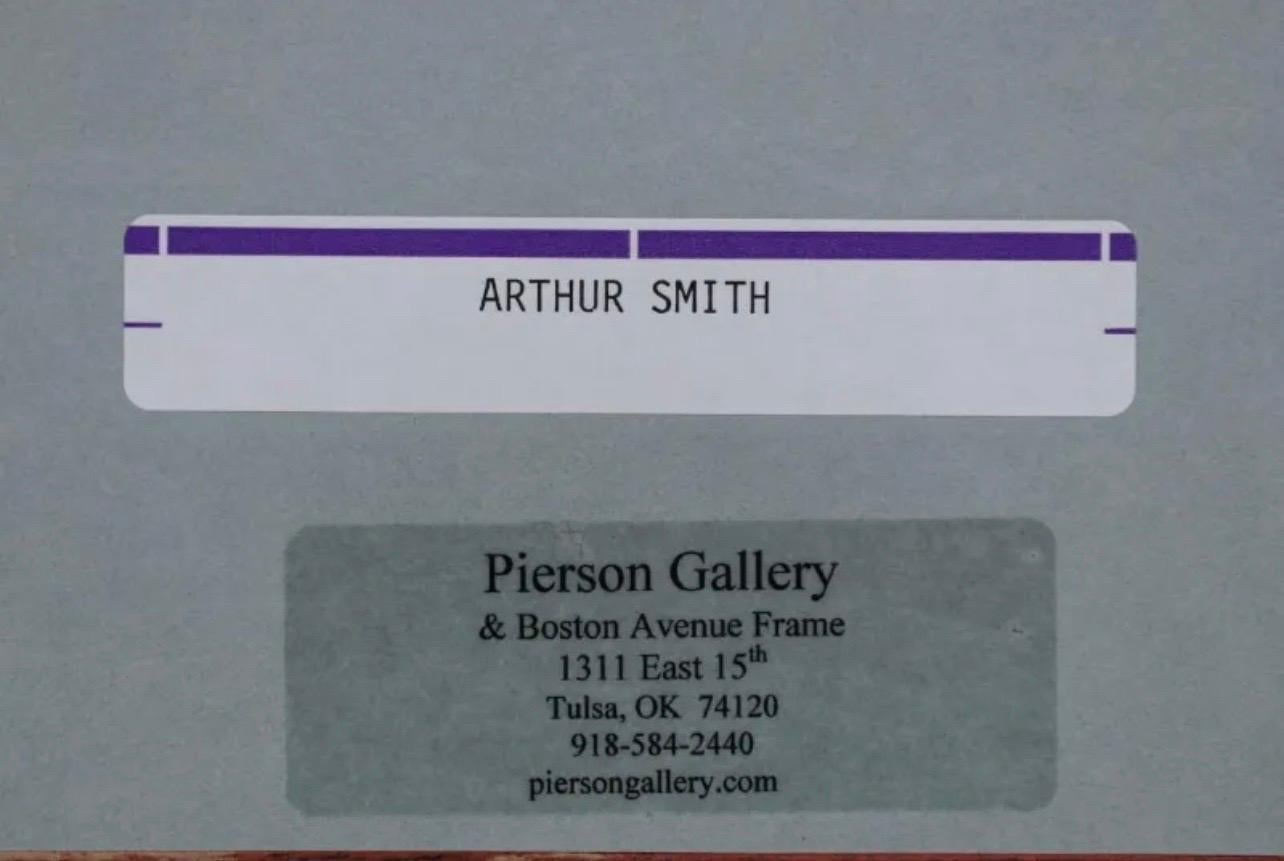 ARTHUR SMITH
Pierson Gallery
& Boston Avenue Frame
1311 East 15th
Tulsa, OK 74120
918-584-2440
piersongallery.com